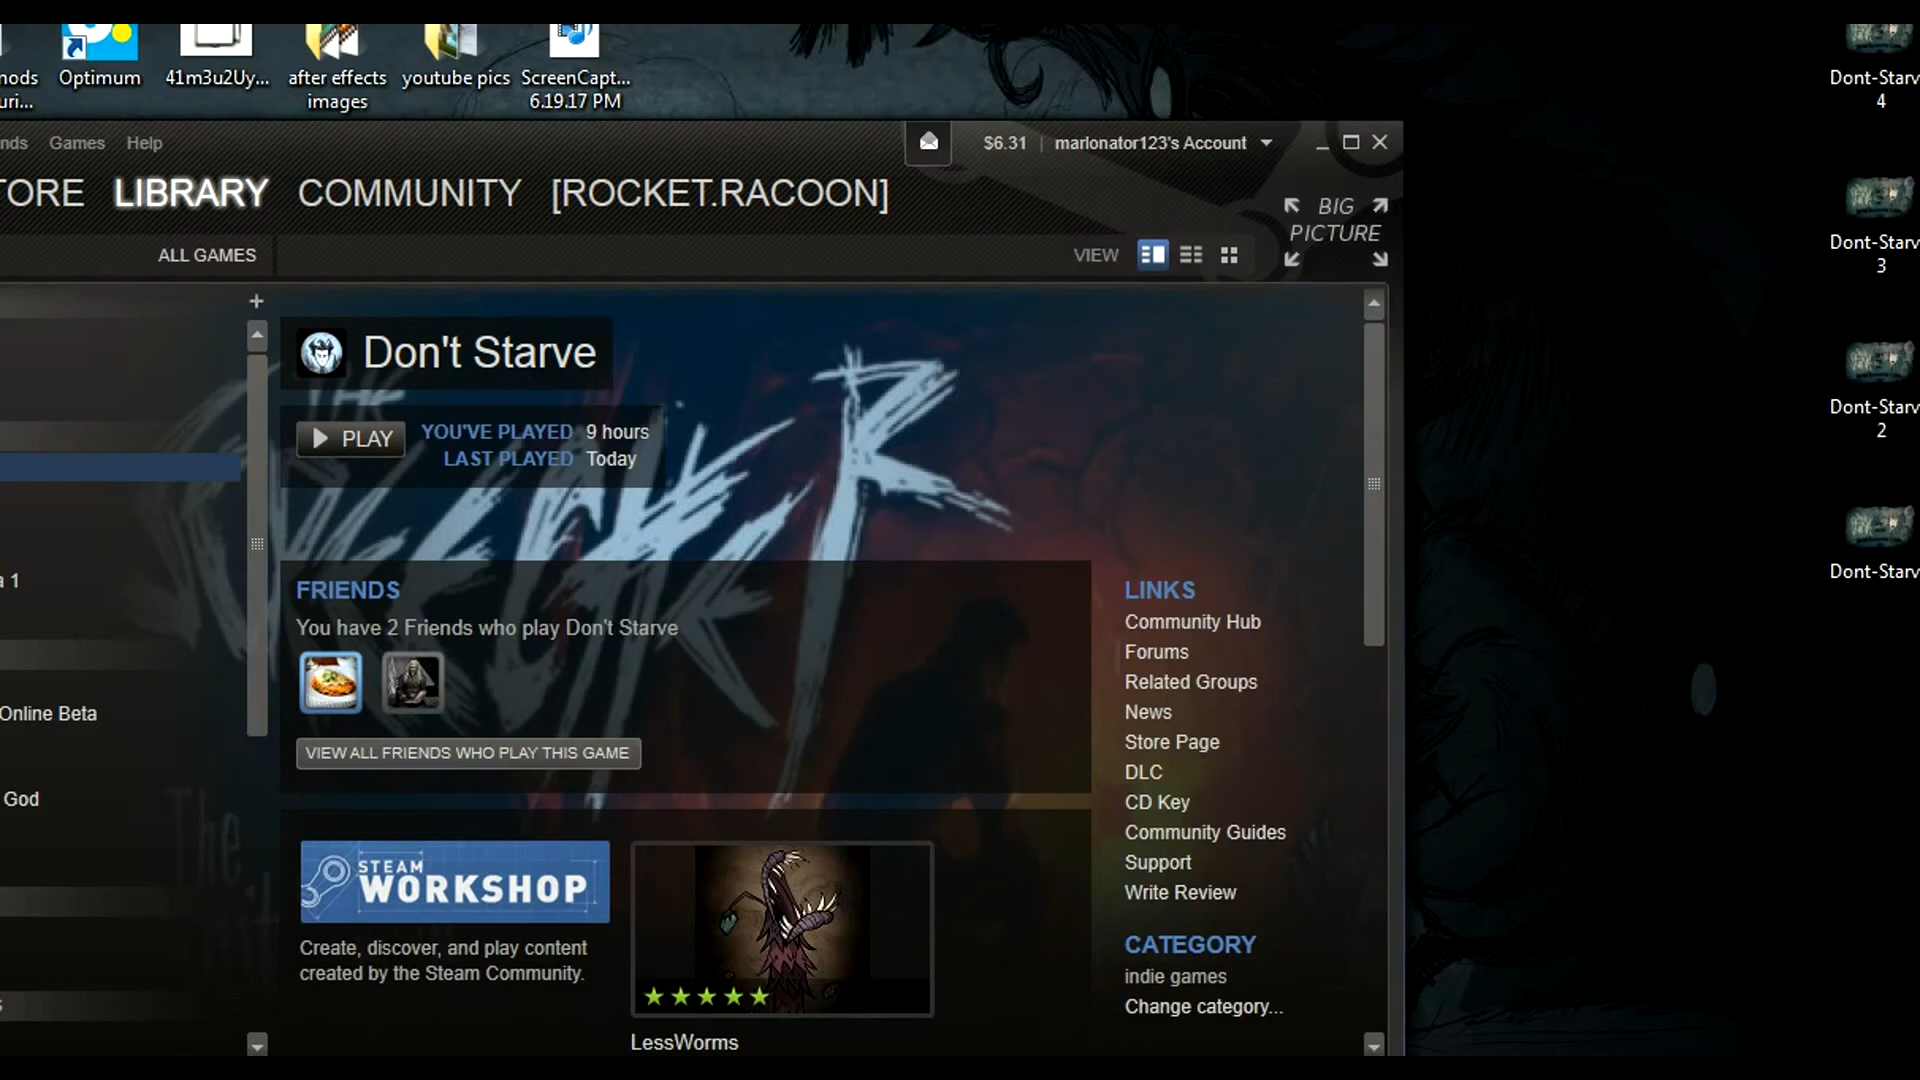 nods
Optimum
41m3u2Uy...
after effects
youtube pics
ScreenCapt...
Dont-Starv
uri...
images
6.19.17 PM
4
nds
Games
Help
$6.31
marlonator123's Account
TORE
LIBRARY
COMMUNITY
[ROCKET.RACOON]
BIG
PICTURE
ALL GAMES
VIEW
Dont-Starv
3
Don't Starve
Dont-Starv
2
PLAY
YOU'VE PLAYED 9 hours
LAST PLAYED Today
THE
SCREECHER
Dont-Starv
a 1
FRIENDS
You have 2 Friends who play Don't Starve
VIEW ALL FRIENDS WHO PLAY THIS GAME
Online Beta
God
LINKS
Community Hub
Forums
Related Groups
News
Store Page
DLC
CD Key
Community Guides
Support
Write Review
CATEGORY
indie games
Change category...
The
STEAM
WORKSHOP
Create, discover, and play content
created by the Steam Community.
LessWorms